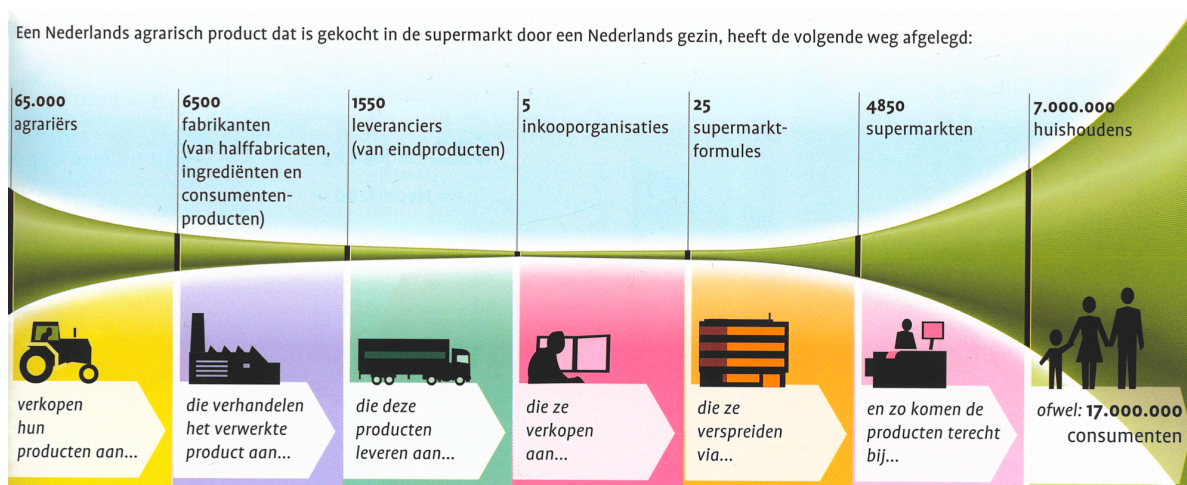 Een Nederlands agrarisch product dat is gekocht in de supermarkt door een Nederlands gezin, heeft de volgende weg afgelegd:
65.000
agrariërs
6500
fabrikanten
(van halffabricaten,
ingrediënten en
consumenten-
producten)
1550
leveranciers
(van eindproducten)
5
inkooporganisaties
25
supermarkt-
formules
4850
supermarkten
7.000.000
huishoudens
verkopen
hun
producten aan...
die verhandelen
het verwerkte
product aan...
die deze
producten
leveren aan...
die ze
verkopen
aan...
die ze
verspreiden
via...
en zo komen de
producten terecht
bij...
ofwel: 17.000.000
consumenten